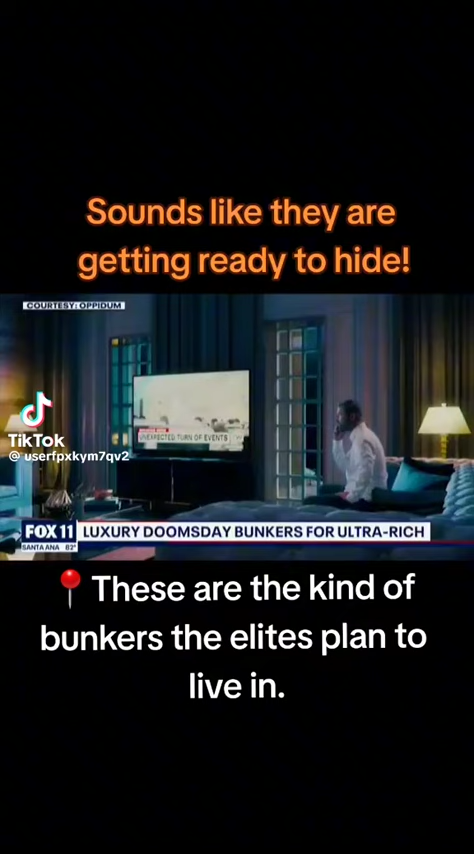 Sounds like they are
getting ready to hide!
COURTESY: OPPIDUM
UNEXPECTED TURN OF EVENTS
TikTok
@ userfpxkym7qv2
FOX 11
LUXURY DOOMSDAY BUNKERS FOR ULTRA-RICH
SANTA ANA 82°
📍These are the kind of
bunkers the elites plan to
live in.